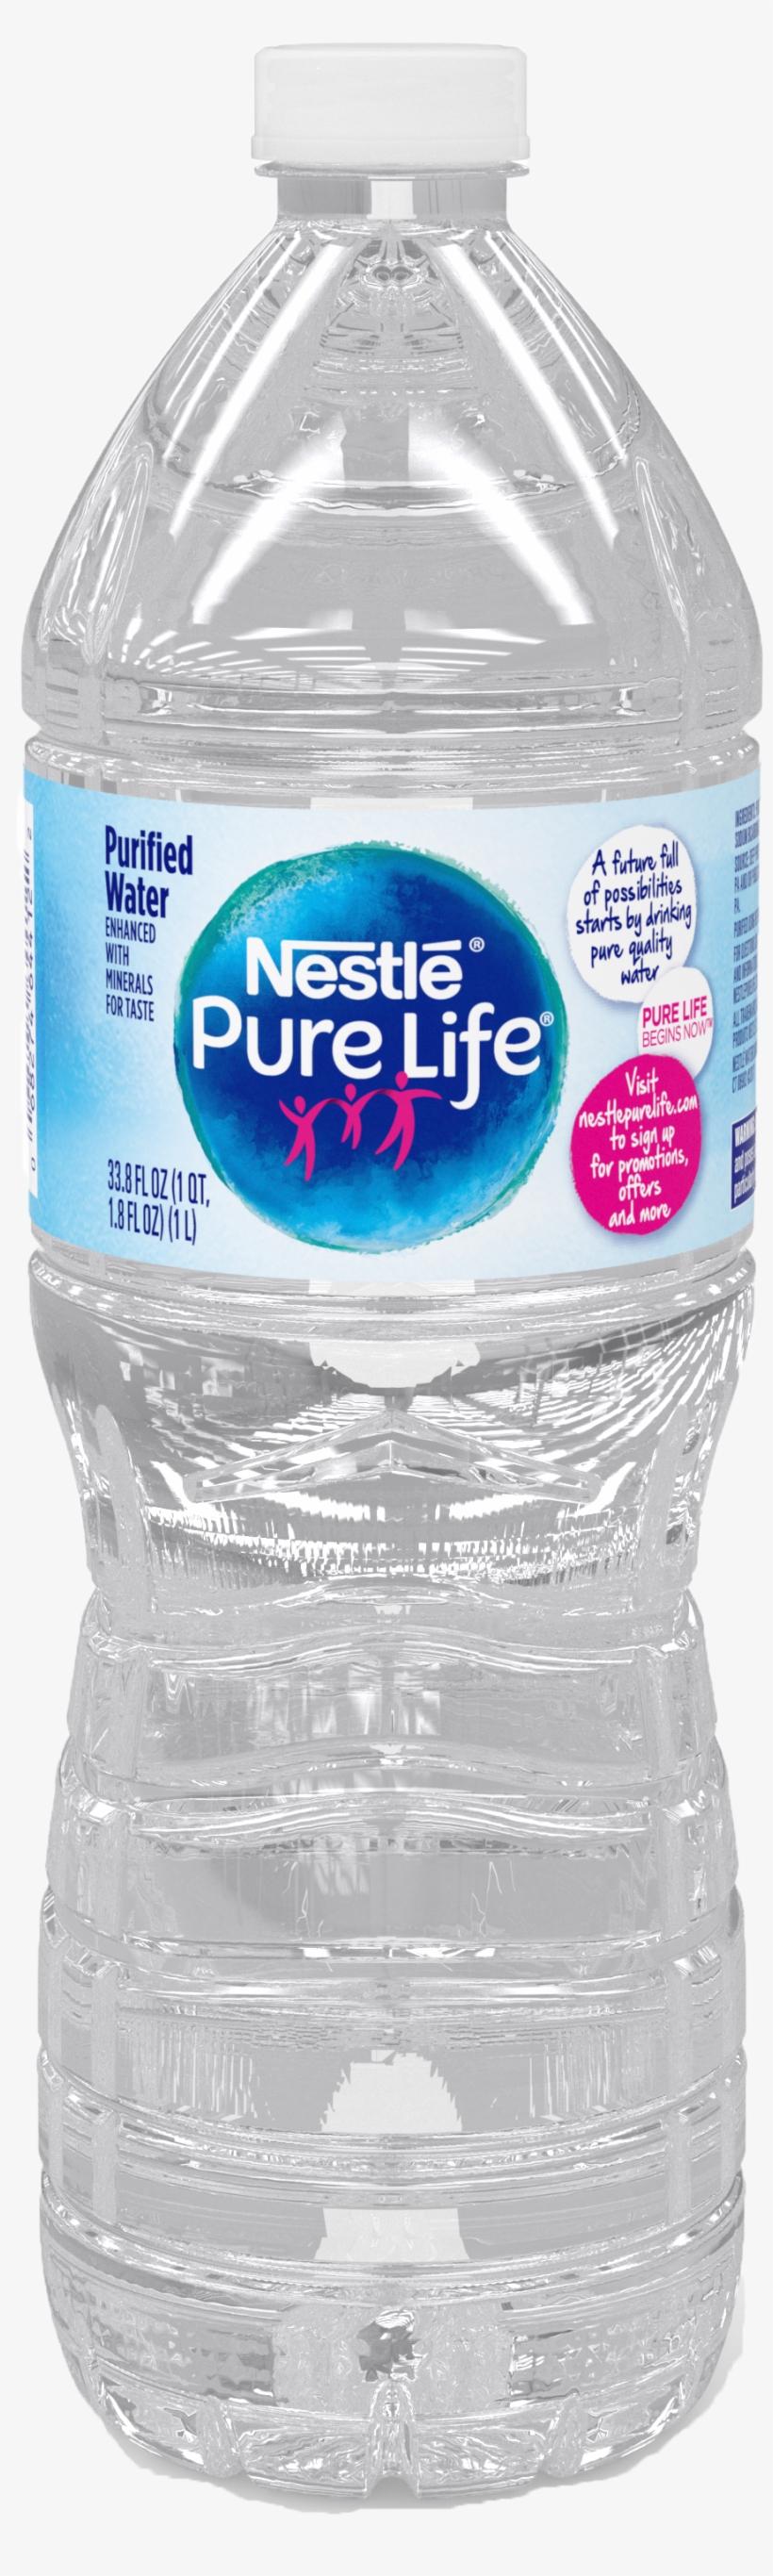 Purified
Water
ENHANCED
WITH
MINERALS
FOR TASTE
33.8 FL OZ (1 QT,
1.8 FL OZ) (1 L)
Nestlé®
Pure Life®
A future full
of possibilities
starts by drinking
pure quality
water
PURE LIFE
BEGINS NOW™
Visit
nestlepurelife.com
to sign up
for promotions,
offers
and more